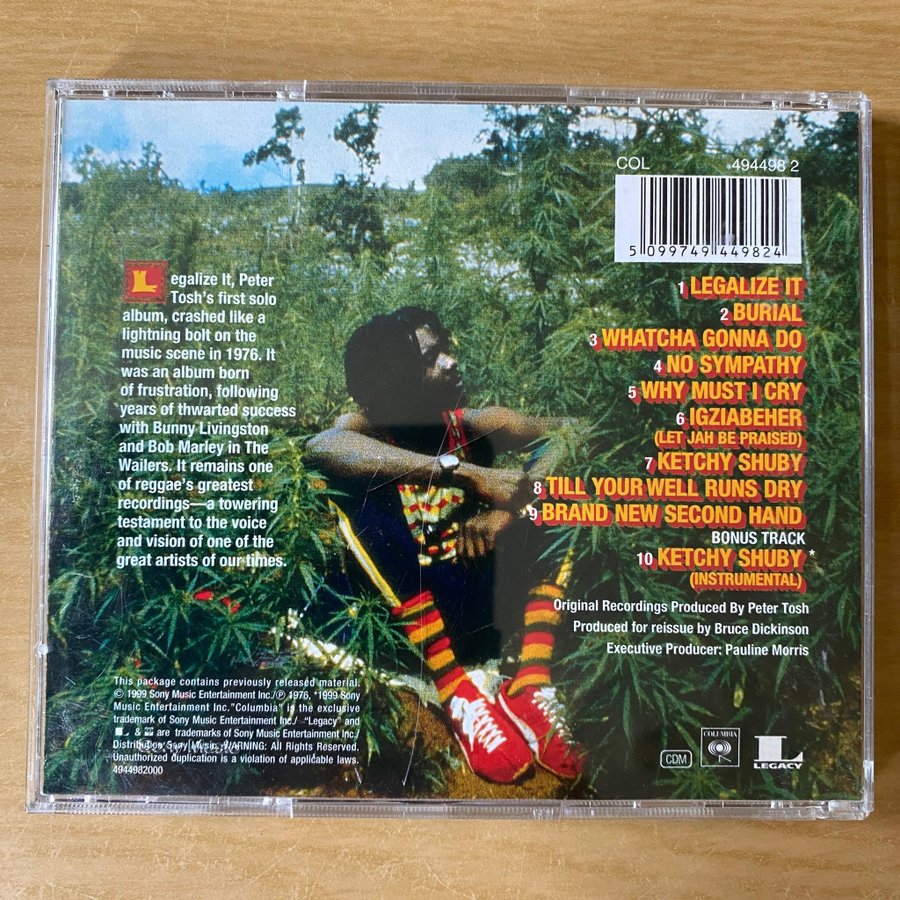 COL 494498 2
5 099749 449824
Legalize It, Peter
Tosh's first solo
album, crashed like a
lightning bolt on the
music scene in 1976. It
was an album born
of frustration, following
years of thwarted success
with Bunny Livingston
and Bob Marley in The
Wailers. It remains one
of reggae's greatest
recordings—a towering
testament to the voice
and vision of one of the
great artists of our times.
1 LEGALIZE IT
2 BURIAL
3 WHATCHA GONNA DO
4 NO SYMPATHY
5 WHY MUST I CRY
6 IGZIABEHER
(LET JAH BE PRAISED)
7 KETCHY SHUBY
8 TILL YOUR WELL RUNS DRY
9 BRAND NEW SECOND HAND
BONUS TRACK
10 KETCHY SHUBY *
(INSTRUMENTAL)
Original Recordings Produced By Peter Tosh
Produced for reissue by Bruce Dickinson
Executive Producer: Pauline Morris
This package contains previously released material.
© 1999 Sony Music Entertainment Inc./℗ 1976, *1999 Sony
Music Entertainment Inc."Columbia" is the exclusive
trademark of Sony Music Entertainment Inc./ "Legacy" and
L, & are trademarks of Sony Music Entertainment Inc./
Distribution Sony Music. WARNING: All Rights Reserved.
Unauthorized duplication is a violation of applicable laws.
4944982000
CDM
COLUMBIA
L
LEGACY